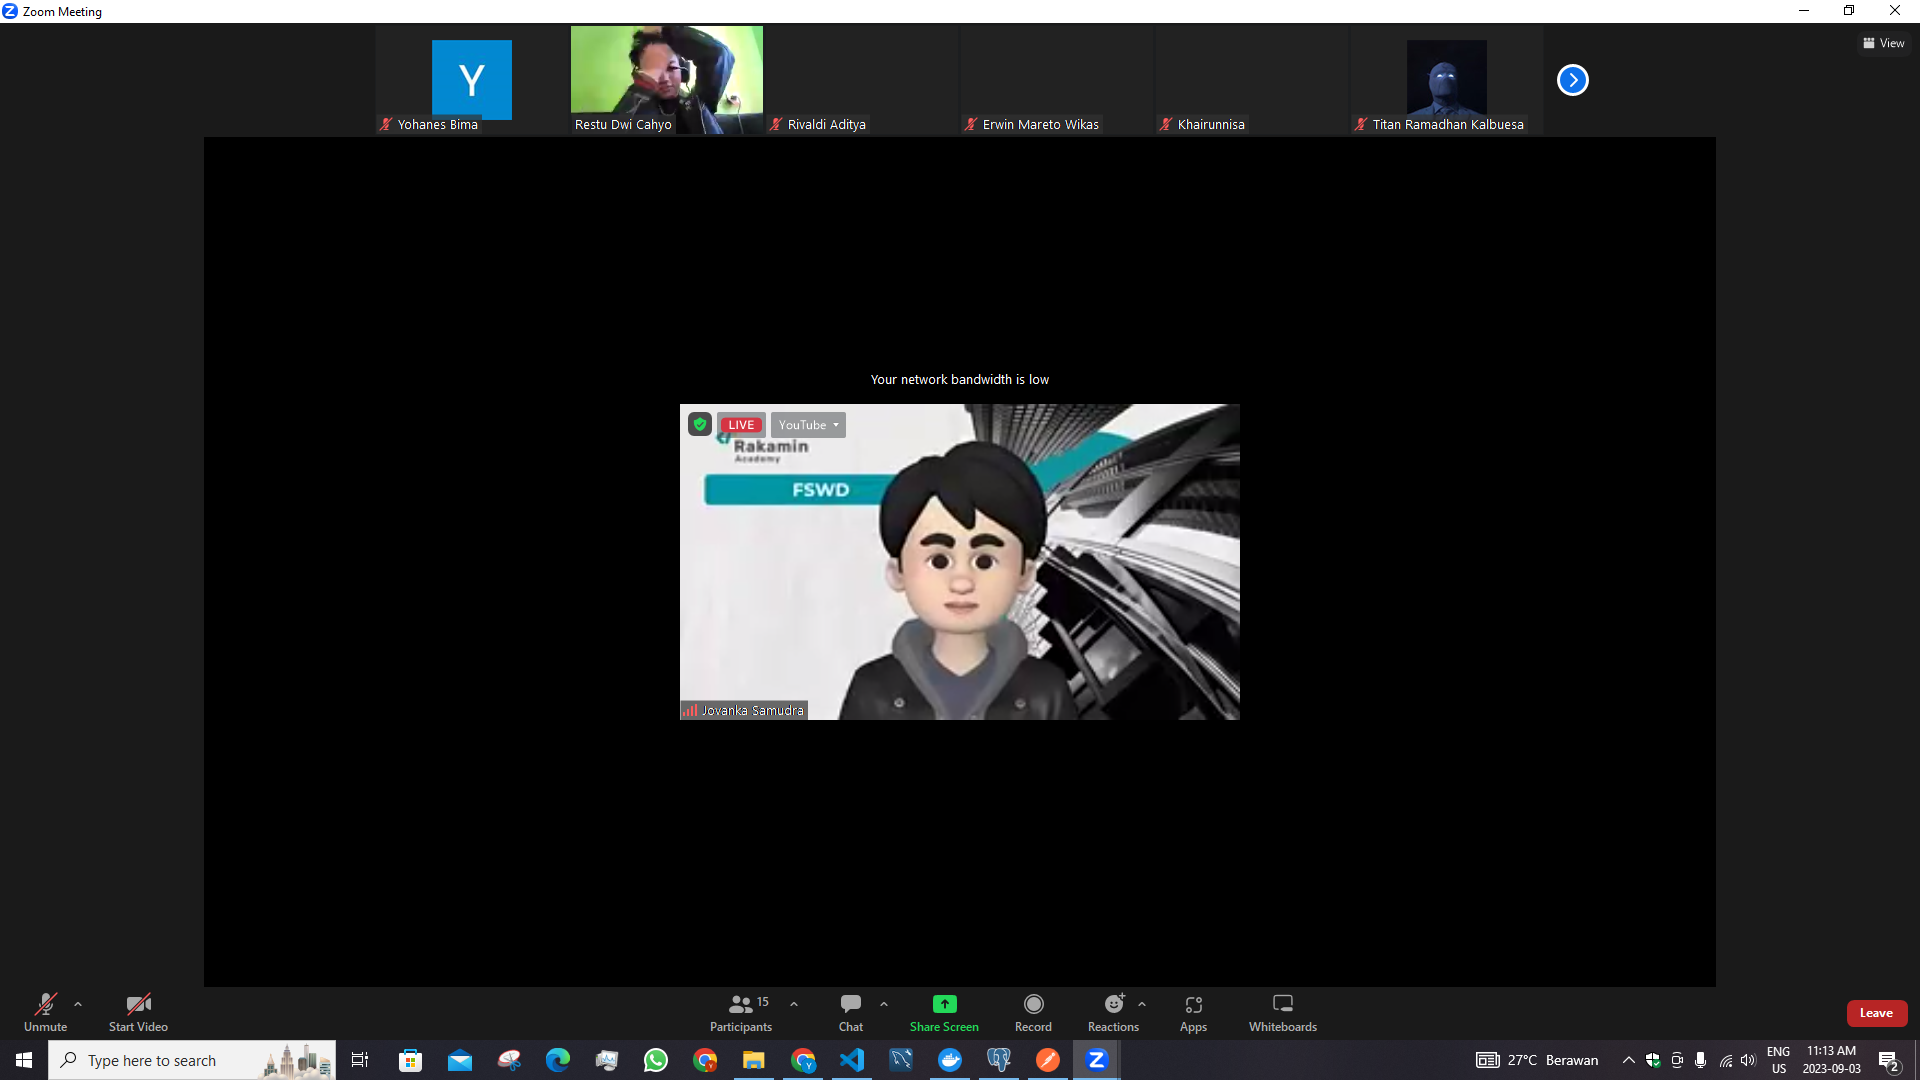 Zoom Meeting
View
Y
Yohanes Bima
Restu Dwi Cahyo
Rivaldi Aditya
Erwin Mareto Wikas
Khairunnisa
Titan Ramadhan Kalbuesa
Your network bandwidth is low
LIVE
YouTube
Rakamin
Academy
FSWD
Jovanka Samudra
Unmute
Start Video
15
Participants
Chat
Share Screen
Record
Reactions
Apps
Whiteboards
Leave
Type here to search
27°C Berawan
ENG
US
11:13 AM
2023-09-03
2